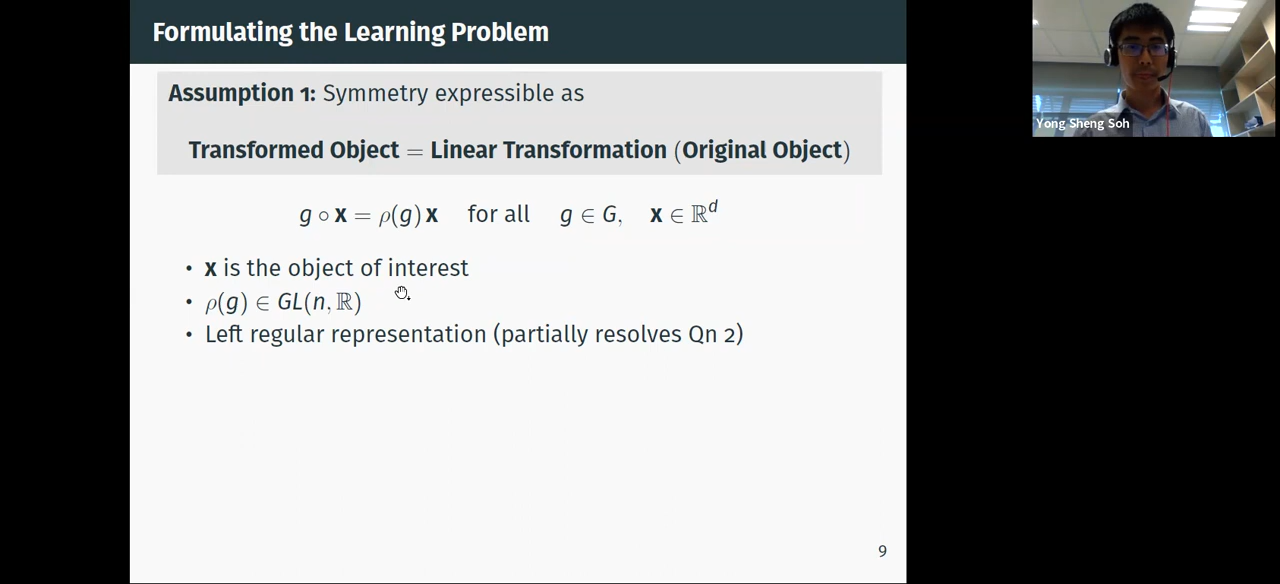 Formulating the Learning Problem
Assumption 1: Symmetry expressible as
Transformed Object = Linear Transformation (Original Object)
g ∘ x = ρ(g) x for all g ∈ G, x ∈ ℝ^d
• x is the object of interest
• ρ(g) ∈ GL(n, ℝ)
• Left regular representation (partially resolves Qn 2)
9
Yong Sheng Soh